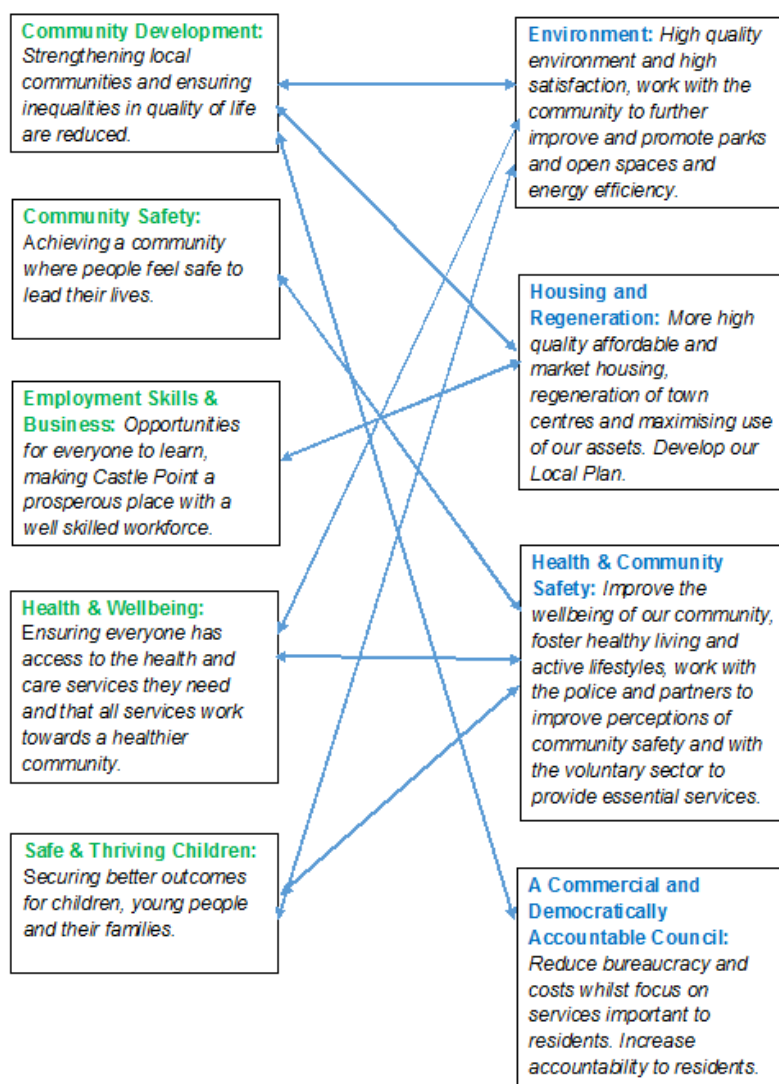 Community Development:
Strengthening local
communities and ensuring
inequalities in quality of life
are reduced.
Community Safety:
Achieving a community
where people feel safe to
lead their lives.
Employment Skills &
Business: Opportunities
for everyone to learn,
making Castle Point a
prosperous place with a
well skilled workforce.
Health & Wellbeing:
Ensuring everyone has
access to the health and
care services they need
and that all services work
towards a healthier
community.
Safe & Thriving Children:
Securing better outcomes
for children, young people
and their families.
Environment: High quality
environment and high
satisfaction, work with the
community to further
improve and promote parks
and open spaces and
energy efficiency.
Housing and
Regeneration: More high
quality affordable and
market housing,
regeneration of town
centres and maximising use
of our assets. Develop our
Local Plan.
Health & Community
Safety: Improve the
wellbeing of our community,
foster healthy living and
active lifestyles, work with
the police and partners to
improve perceptions of
community safety and with
the voluntary sector to
provide essential services.
A Commercial and
Democratically
Accountable Council:
Reduce bureaucracy and
costs whilst focus on
services important to
residents. Increase
accountability to residents.